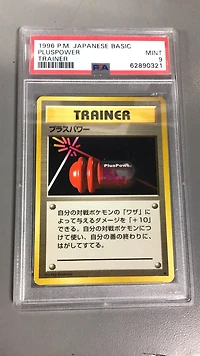 1996 P.M. JAPANESE BASIC
PLUSPOWER
TRAINER
MINT
9
PSA
62890321
TRAINER
プラスパワー
PlusPower
自分の対戦ポケモンの「ワザ」に
よって与えるダメージを「+10」
できる。自分の対戦ポケモンにつ
けて使い、自分の番の終わりに、
はがしてすてる。